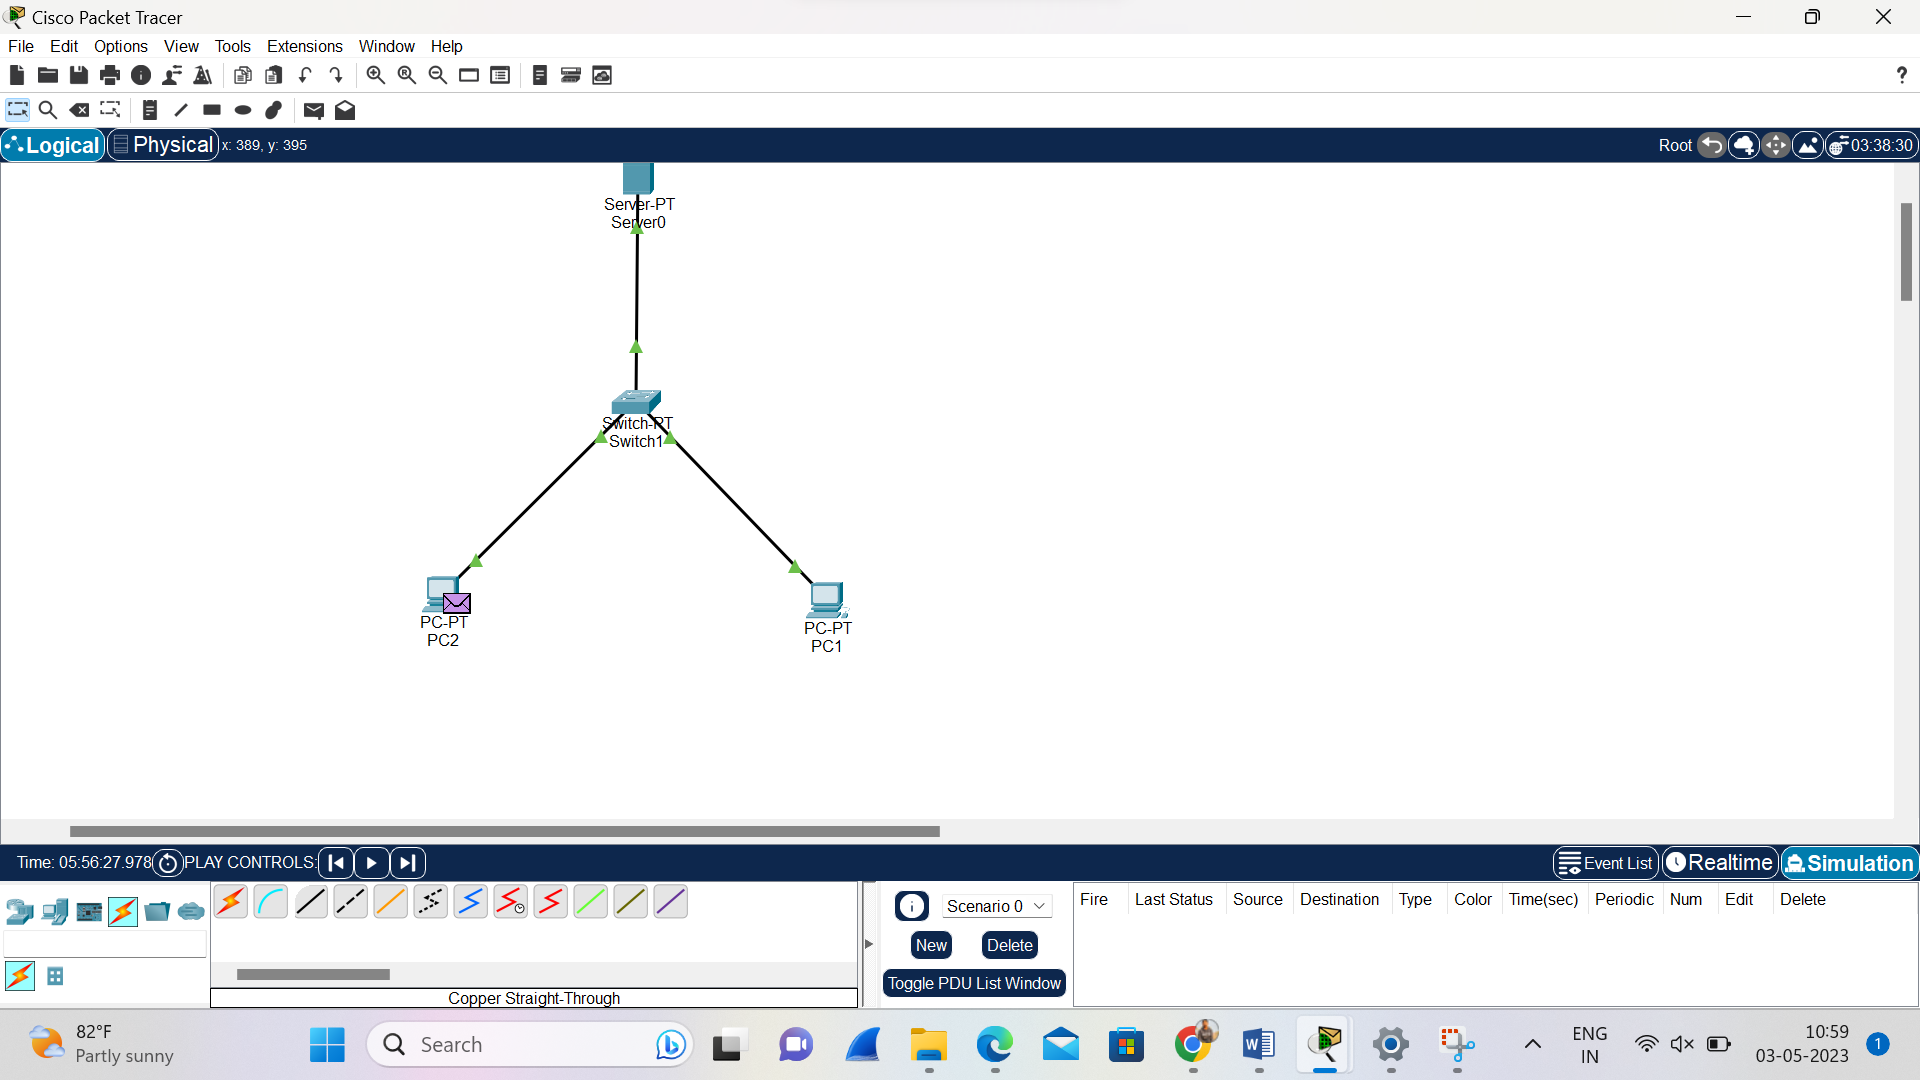 Cisco Packet Tracer
File Edit Options View Tools Extensions Window Help
?
Logical Physical x: 389, y: 395 Root 03:38:30
Server-PT
Server0
Switch-PT
Switch1
PC-PT
PC2
PC-PT
PC1
Time: 05:56:27.978 PLAY CONTROLS: Event List Realtime Simulation
Scenario 0
New Delete
Toggle PDU List Window
Fire Last Status Source Destination Type Color Time(sec) Periodic Num Edit Delete
Copper Straight-Through
82°F
Partly sunny
Search
ENG
IN
10:59
03-05-2023
1